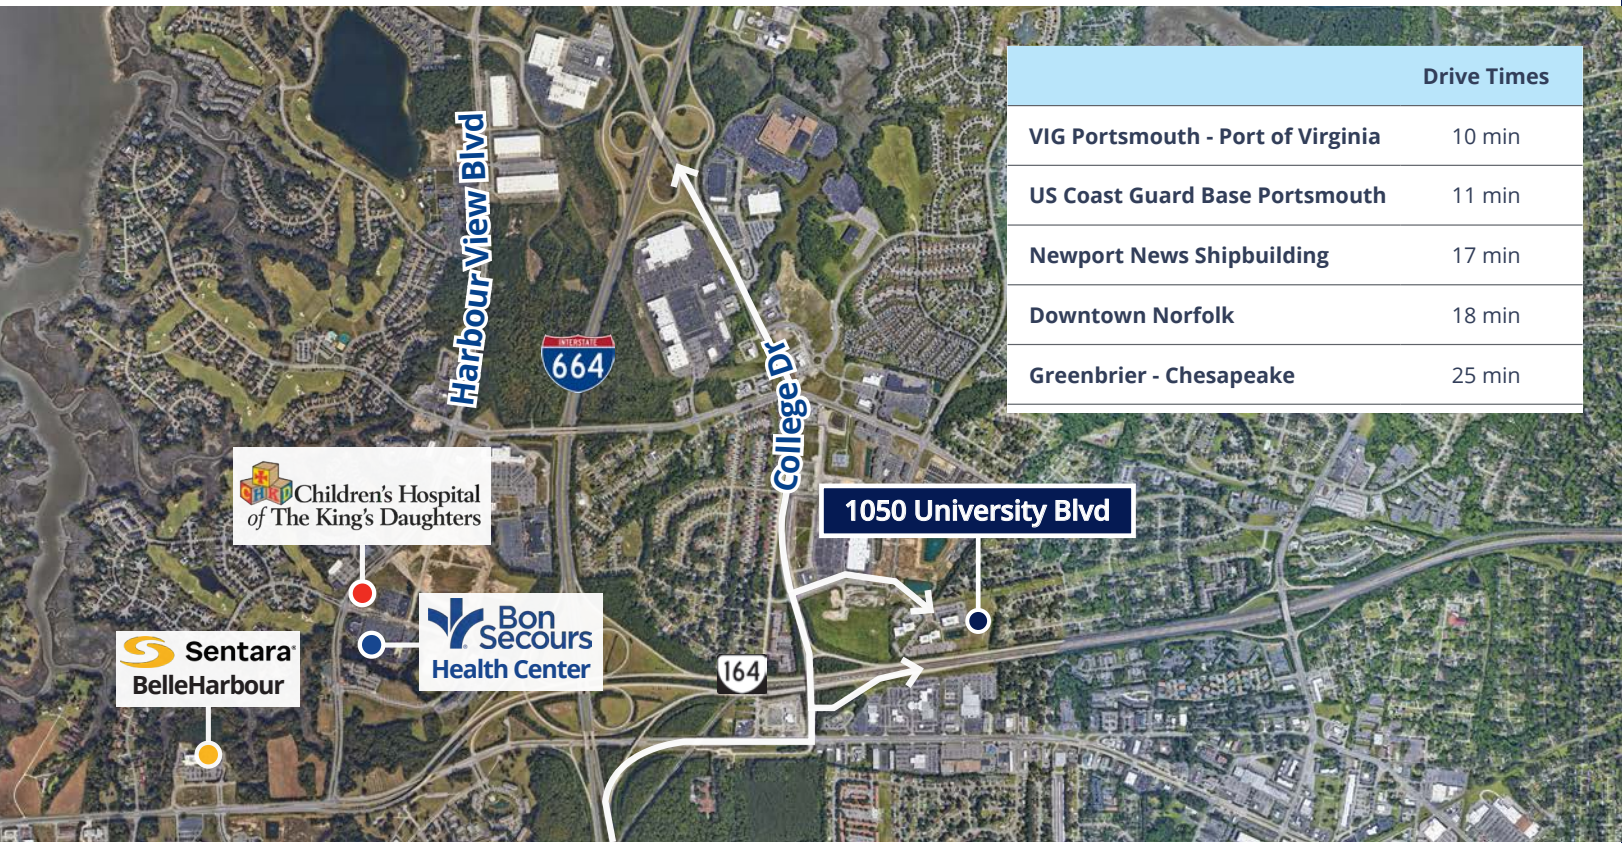 Drive Times
VIG Portsmouth - Port of Virginia 10 min
US Coast Guard Base Portsmouth 11 min
Newport News Shipbuilding 17 min
Downtown Norfolk 18 min
Greenbrier - Chesapeake 25 min
Harbour View Blvd
INTERSTATE
664
College Dr
CHKD
Children's Hospital
of The King's Daughters
1050 University Blvd
Bon
Secours
Health Center
Sentara
BelleHarbour
164